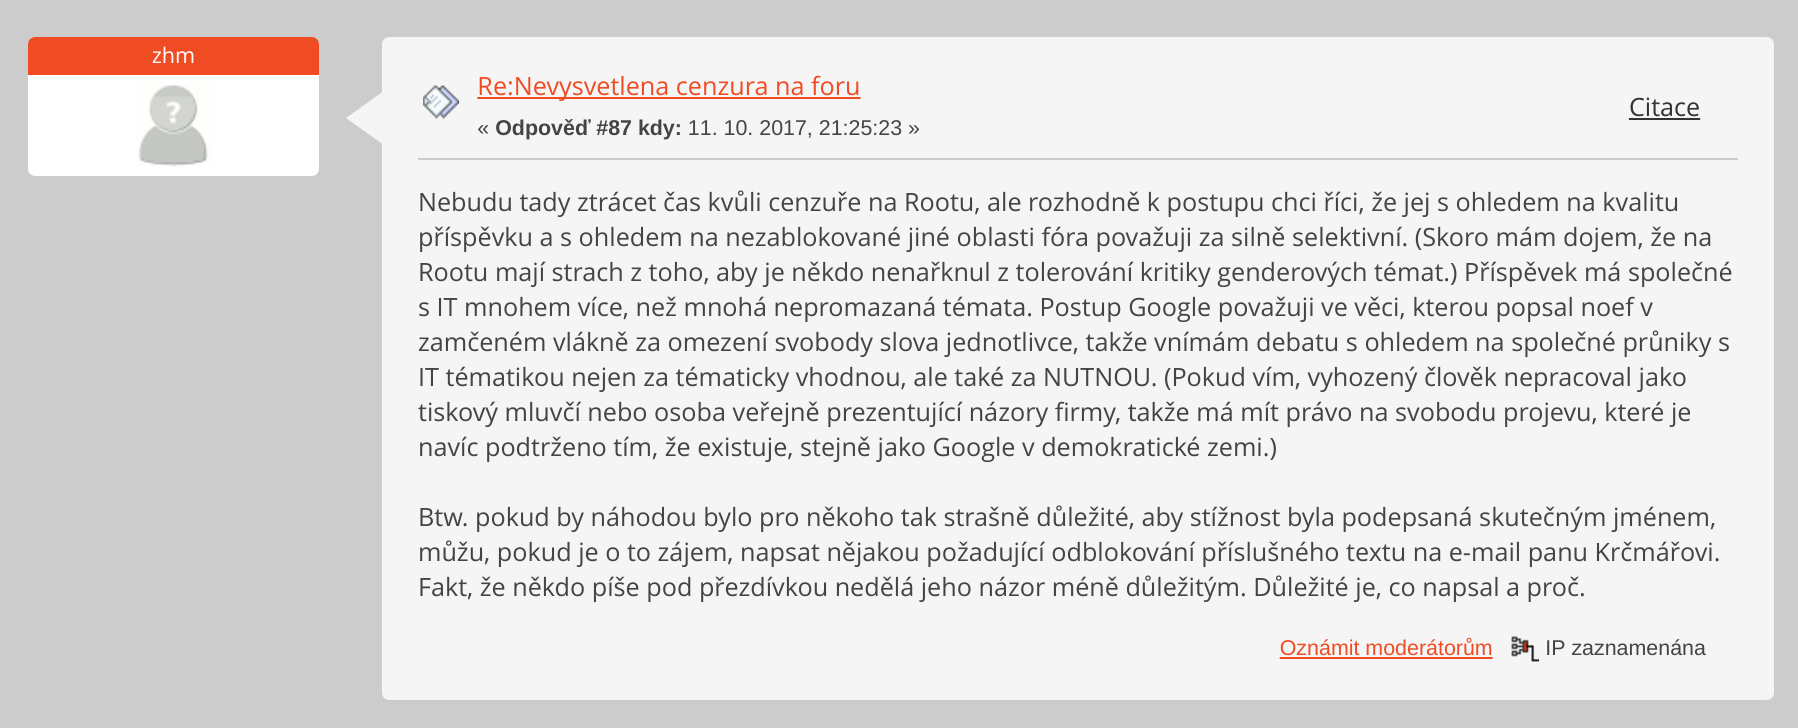 zhm
?
Re:Nevysvetlena cenzura na foru
« Odpověď #87 kdy: 11. 10. 2017, 21:25:23 »
Citace
Nebudu tady ztrácet čas kvůli cenzuře na Rootu, ale rozhodně k postupu chci říci, že jej s ohledem na kvalitu
příspěvku a s ohledem na nezablokované jiné oblasti fóra považuji za silně selektivní. (Skoro mám dojem, že na
Rootu mají strach z toho, aby je někdo nenařknul z tolerování kritiky genderových témat.) Příspěvek má společné
s IT mnohem více, než mnohá nepromazaná témata. Postup Google považuji ve věci, kterou popsal noef v
zamčeném vlákně za omezení svobody slova jednotlivce, takže vnímám debatu s ohledem na společné průniky s
IT tématikou nejen za tématicky vhodnou, ale také za NUTNOU. (Pokud vím, vyhozený člověk nepracoval jako
tiskový mluvčí nebo osoba veřejně prezentující názory firmy, takže má mít právo na svobodu projevu, které je
navíc podtrženo tím, že existuje, stejně jako Google v demokratické zemi.)
Btw. pokud by náhodou bylo pro někoho tak strašně důležité, aby stížnost byla podepsaná skutečným jménem,
můžu, pokud je o to zájem, napsat nějakou požadující odblokování příslušného textu na e-mail panu Krčmářovi.
Fakt, že někdo píše pod přezdívkou nedělá jeho názor méně důležitým. Důležité je, co napsal a proč.
Oznámit moderátorům
IP zaznamenána